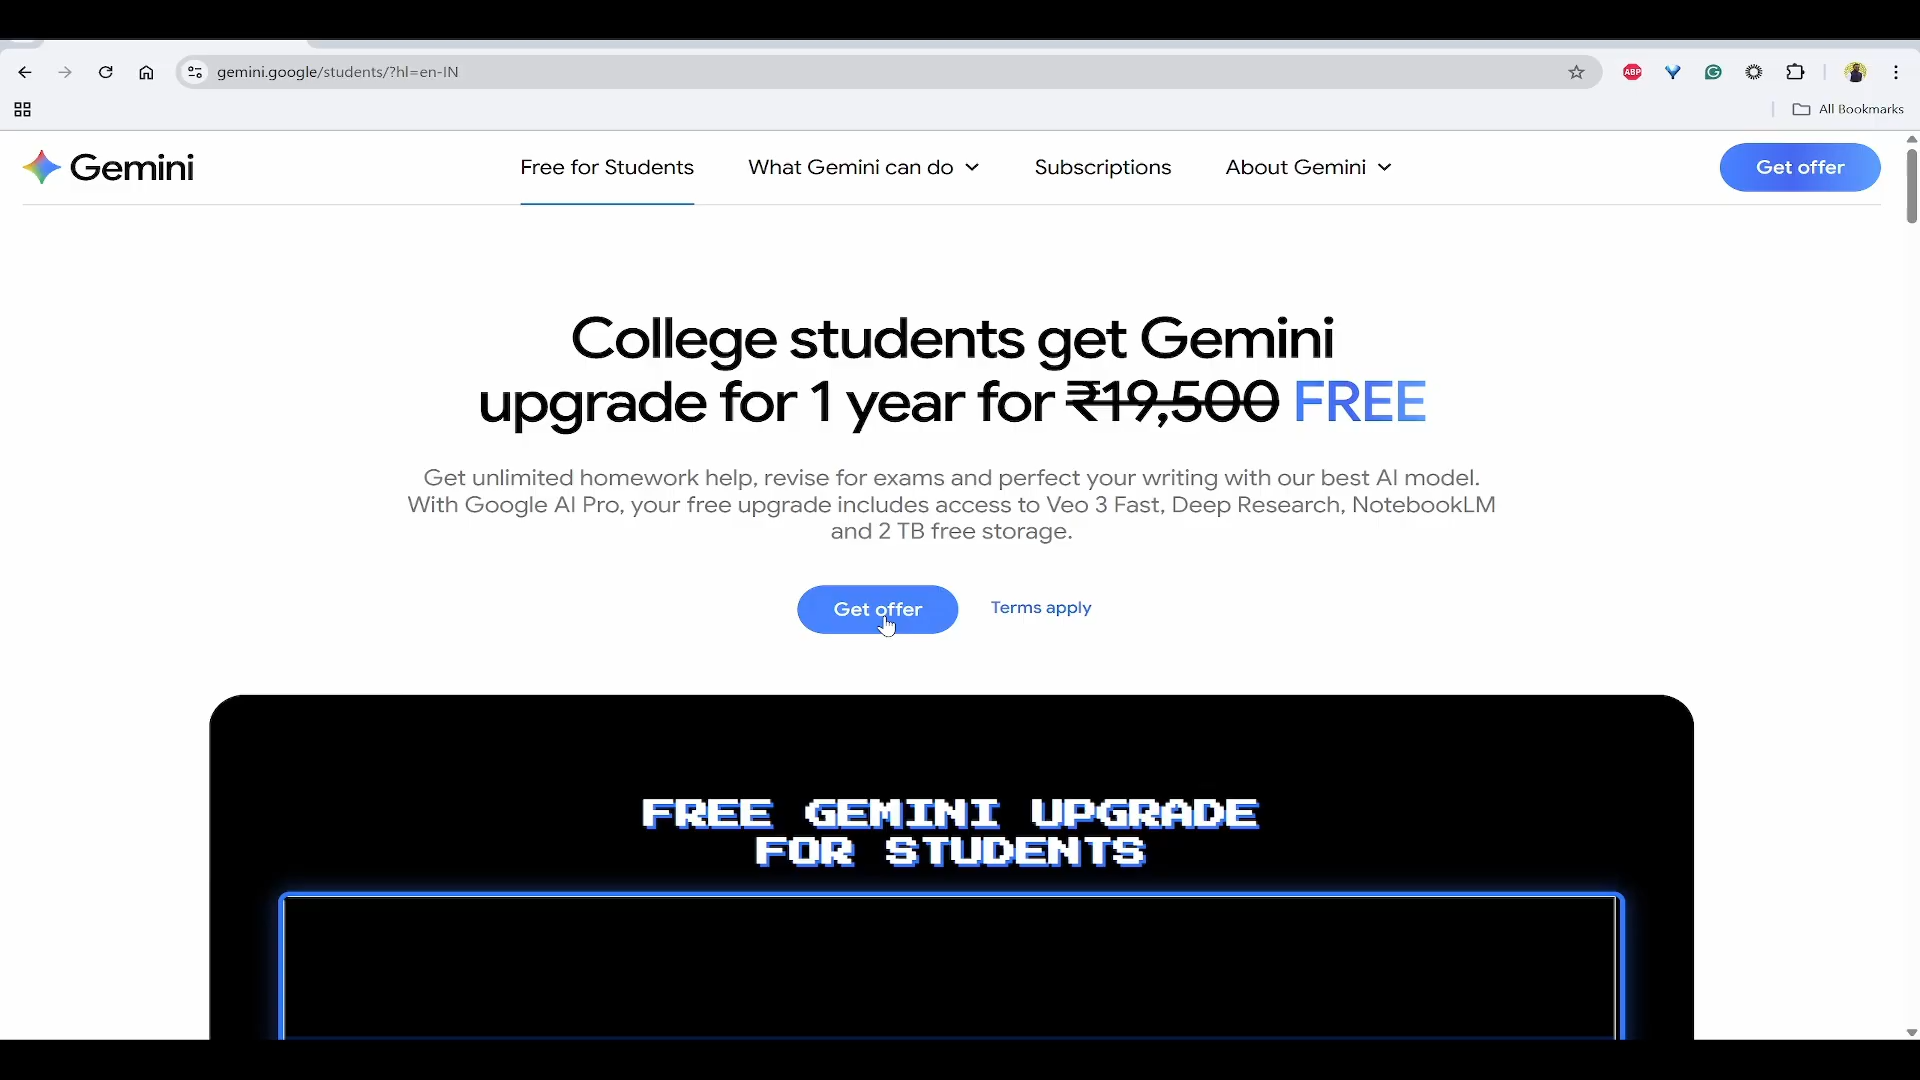 gemini.google/students/?hl=en-IN
ABP
All Bookmarks
Gemini
Free for Students
What Gemini can do
Subscriptions
About Gemini
Get offer
College students get Gemini
upgrade for 1 year for ₹19,500 FREE
Get unlimited homework help, revise for exams and perfect your writing with our best AI model.
With Google AI Pro, your free upgrade includes access to Veo 3 Fast, Deep Research, NotebookLM
and 2 TB free storage.
Get offer
Terms apply
FREE GEMINI UPGRADE
FOR STUDENTS